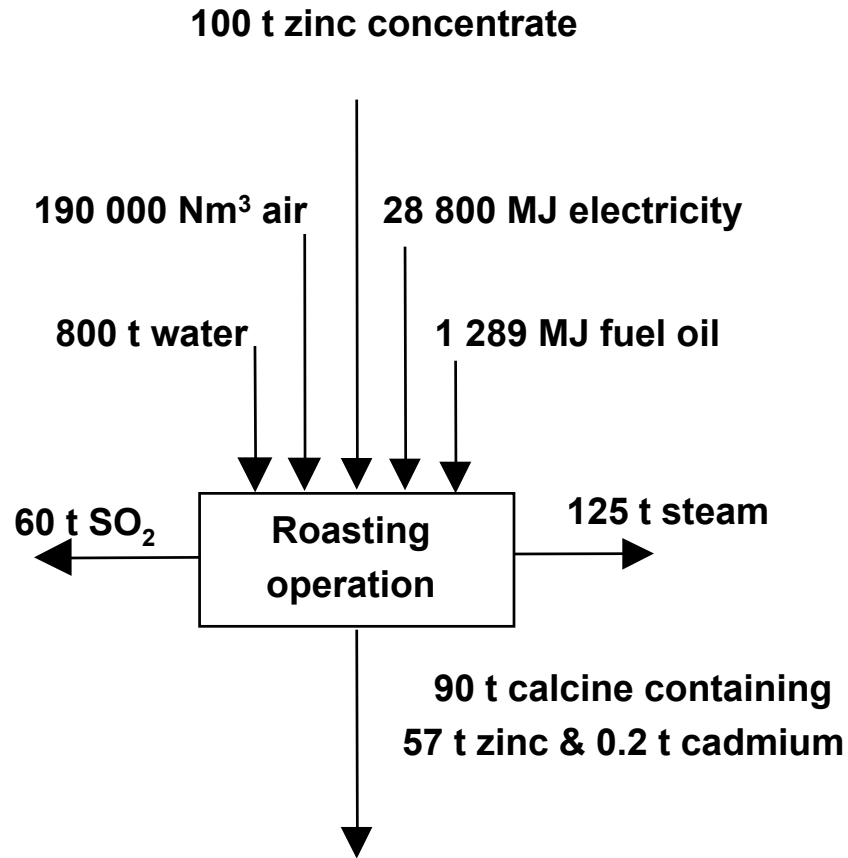 100 t zinc concentrate
190 000 Nm³ air
28 800 MJ electricity
800 t water
1 289 MJ fuel oil
60 t SO₂
Roasting
operation
125 t steam
90 t calcine containing
57 t zinc & 0.2 t cadmium